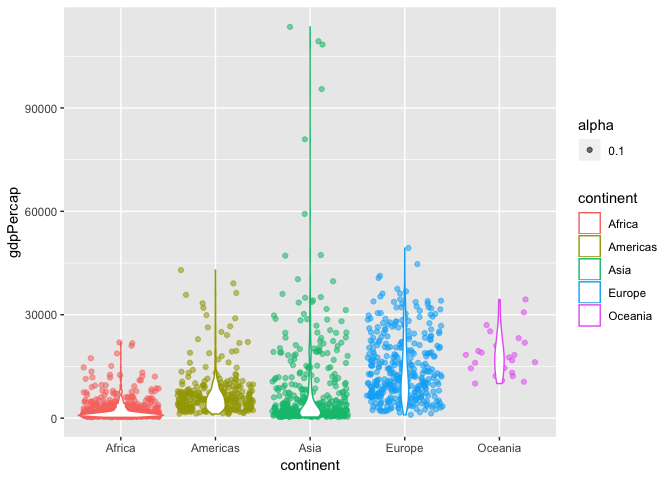 gdpPercap
90000
60000
30000
0
Africa Americas Asia Europe Oceania
continent
alpha
0.1
continent
Africa
Americas
Asia
Europe
Oceania